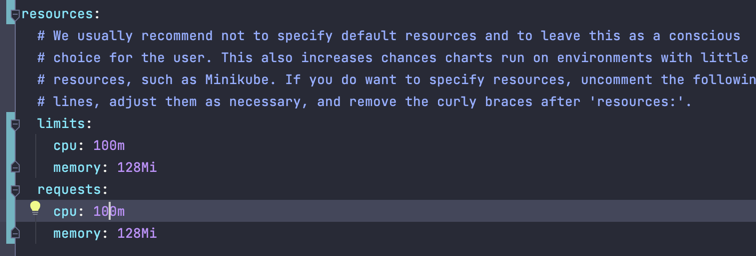 resources:
# We usually recommend not to specify default resources and to leave this as a conscious
# choice for the user. This also increases chances charts run on environments with little
# resources, such as Minikube. If you do want to specify resources, uncomment the followin
# lines, adjust them as necessary, and remove the curly braces after 'resources:'.
limits:
cpu: 100m
memory: 128Mi
requests:
cpu: 100m
memory: 128Mi